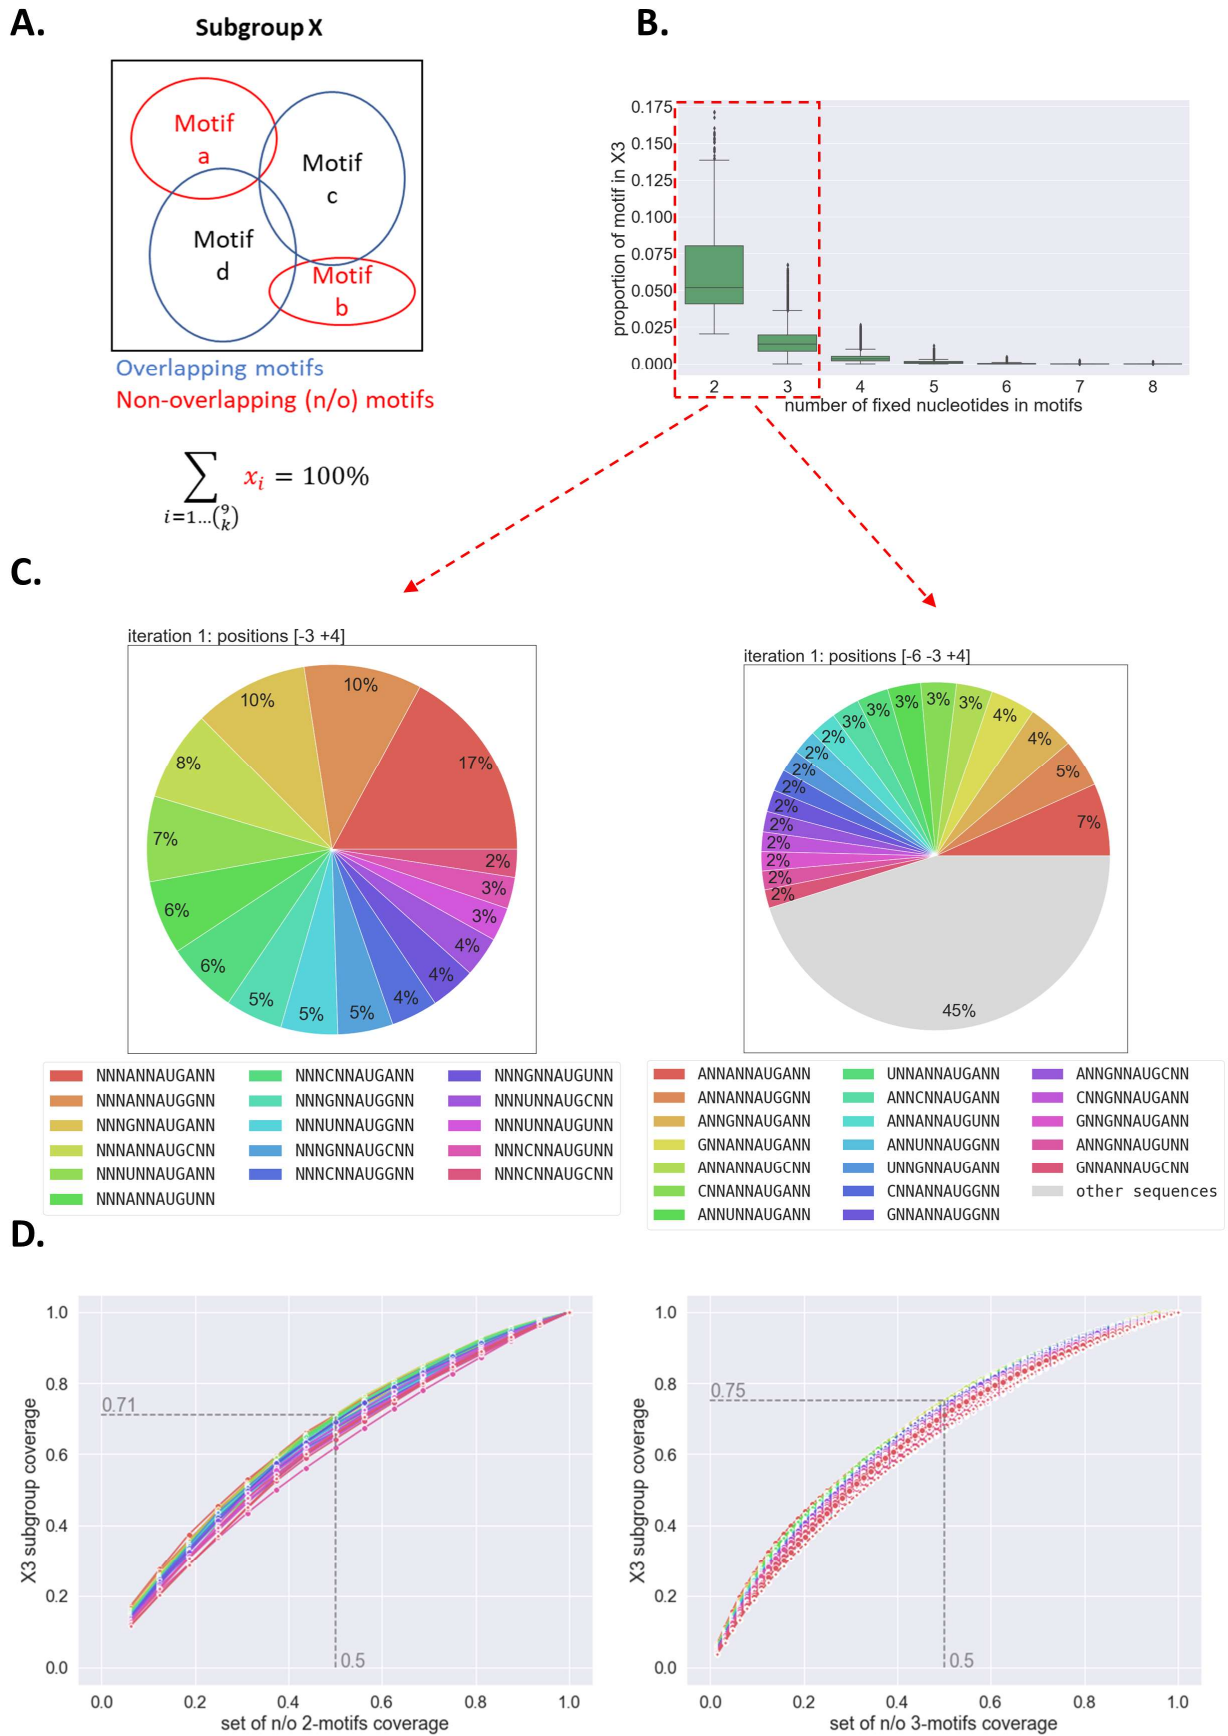 A.
Subgroup X
Motif
a
Motif
c
Motif
d
Motif
b
Overlapping motifs
Non-overlapping (n/o) motifs
∑ xᵢ = 100%
i=1...(9 k)
B.
proportion of motif in X3
0.175
0.150
0.125
0.100
0.075
0.050
0.025
0.000
2 3 4 5 6 7 8
number of fixed nucleotides in motifs
C.
iteration 1: positions [-3 +4]
10%
10%
17%
8%
7%
6%
6%
5%
5%
5%
4%
4%
4%
3%
3%
2%
NNNANNAUGANN
NNNANNAUGGNN
NNNGNNAUGANN
NNNANNAUGCNN
NNNUNNAUGANN
NNNANNAUGUNN
NNNCNNAUGANN
NNNGNNAUGGNN
NNNUNNAUGGNN
NNNGNNAUGCNN
NNNCNNAUGGNN
NNNGNNAUGUNN
NNNUNNAUGCNN
NNNUNNAUGUNN
NNNCNNAUGUNN
NNNCNNAUGCNN
iteration 1: positions [-6 -3 +4]
7%
5%
4%
4%
3%
3%
3%
3%
3%
2%
2%
2%
2%
2%
2%
2%
2%
2%
2%
45%
ANNANNAUGANN
ANNANNAUGGNN
ANNGNNAUGANN
GNNANNAUGANN
ANNANNAUGCNN
CNNANNAUGANN
ANNUNNAUGANN
UNNANNAUGANN
ANNCNNAUGANN
ANNANNAUGUNN
ANNUNNAUGGNN
UNNGNNAUGANN
CNNANNAUGGNN
GNNANNAUGGNN
ANNGNNAUGCNN
CNNGNNAUGANN
GNNGNNAUGANN
ANNGNNAUGUNN
GNNANNAUGCNN
other sequences
D.
X3 subgroup coverage
1.0
0.8
0.71
0.6
0.4
0.2
0.0
0.5
0.0 0.2 0.4 0.6 0.8 1.0
set of n/o 2-motifs coverage
X3 subgroup coverage
1.0
0.8
0.75
0.6
0.4
0.2
0.0
0.5
0.0 0.2 0.4 0.6 0.8 1.0
set of n/o 3-motifs coverage